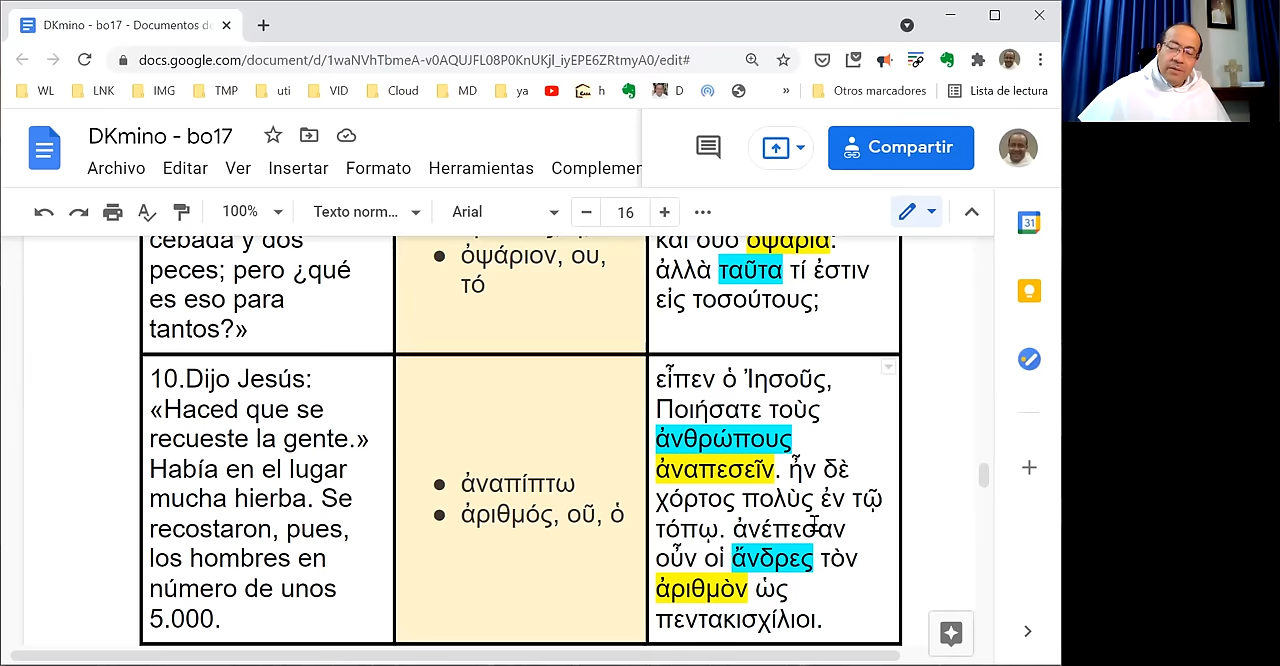 DKmino - bo17 - Documentos d
docs.google.com/document/d/1waNVhTbmeA-v0AQUJFLd3P0KnUKjl_iyEPE6ZRtmyA0/edit#
WL LNK IMG TMP uti VID Cloud MD ya h D » Otros marcadores Lista de lectura
DKmino - bo17
Compartir
Archivo Editar Ver Insertar Formato Herramientas Complemen
100% Texto norm... Arial 16
31
cebada y dos
peces; pero ¿qué
es eso para
tantos?»
ὀψάριον, ου,
τό
καὶ δύο ὀψάρια:
ἀλλὰ ταῦτα τί ἐστιν
εἰς τοσούτους;
10.Dijo Jesús:
«Haced que se
recueste la gente.»
Había en el lugar
mucha hierba. Se
recostaron, pues,
los hombres en
número de unos
5.000.
ἀναπίπτω
ἀριθμός, οῦ, ὁ
εἶπεν ὁ Ἰησοῦς,
Ποιήσατε τοὺς
ἀνθρώπους
ἀναπεσεῖν. ἦν δὲ
χόρτος πολὺς ἐν τῷ
τόπῳ. ἀνέπεσαν
οὖν οἱ ἄνδρες τὸν
ἀριθμὸν ὡς
πεντακισχίλιοι.